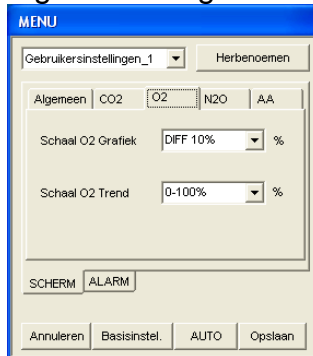 MENU
Gebruikersinstellingen_1 Herbenoemen
Algemeen CO2 O2 N2O AA
Schaal O2 Grafiek DIFF 10% %
Schaal O2 Trend 0-100% %
SCHERM ALARM
Annuleren Basisinstel. AUTO Opslaan